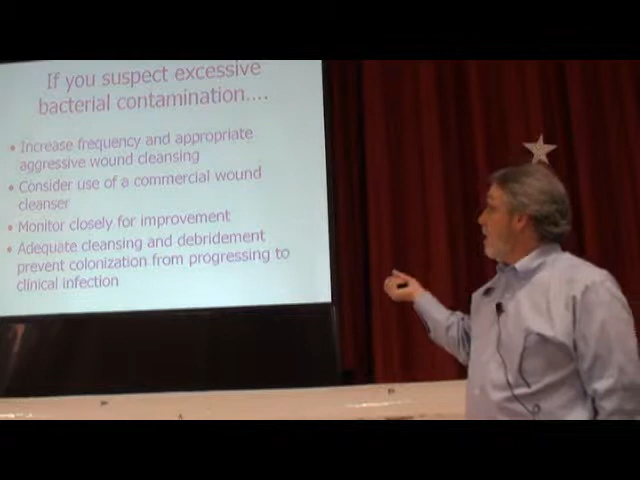 If you suspect excessive
bacterial contamination....
• Increase frequency and appropriate
aggressive wound cleansing
• Consider use of a commercial wound
cleanser
• Monitor closely for improvement
• Adequate cleansing and debridement
prevent colonization from progressing to
clinical infection